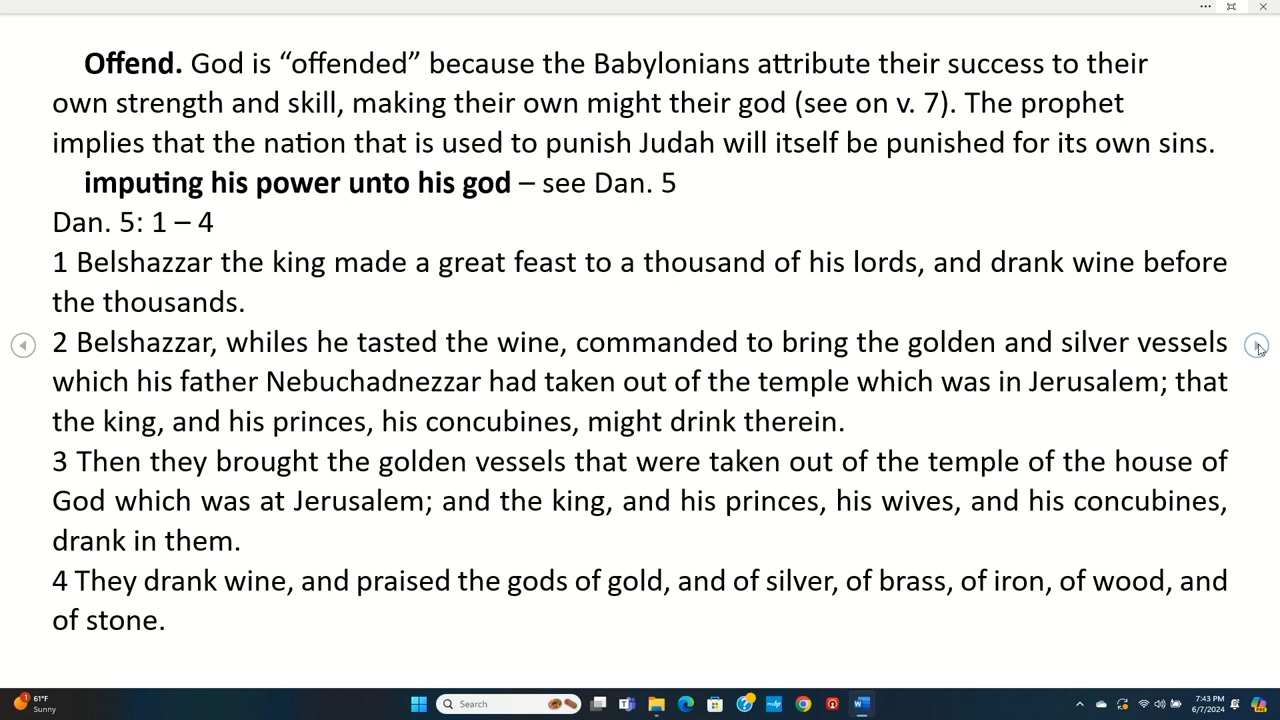 Offend. God is “offended” because the Babylonians attribute their success to their
own strength and skill, making their own might their god (see on v. 7). The prophet
implies that the nation that is used to punish Judah will itself be punished for its own sins.
imputing his power unto his god – see Dan. 5
Dan. 5: 1 – 4
1 Belshazzar the king made a great feast to a thousand of his lords, and drank wine before
the thousands.
2 Belshazzar, whiles he tasted the wine, commanded to bring the golden and silver vessels
which his father Nebuchadnezzar had taken out of the temple which was in Jerusalem; that
the king, and his princes, his concubines, might drink therein.
3 Then they brought the golden vessels that were taken out of the temple of the house of
God which was at Jerusalem; and the king, and his princes, his wives, and his concubines,
drank in them.
4 They drank wine, and praised the gods of gold, and of silver, of brass, of iron, of wood, and
of stone.
1
61°F
Sunny
Search
7:43 PM
6/7/2024